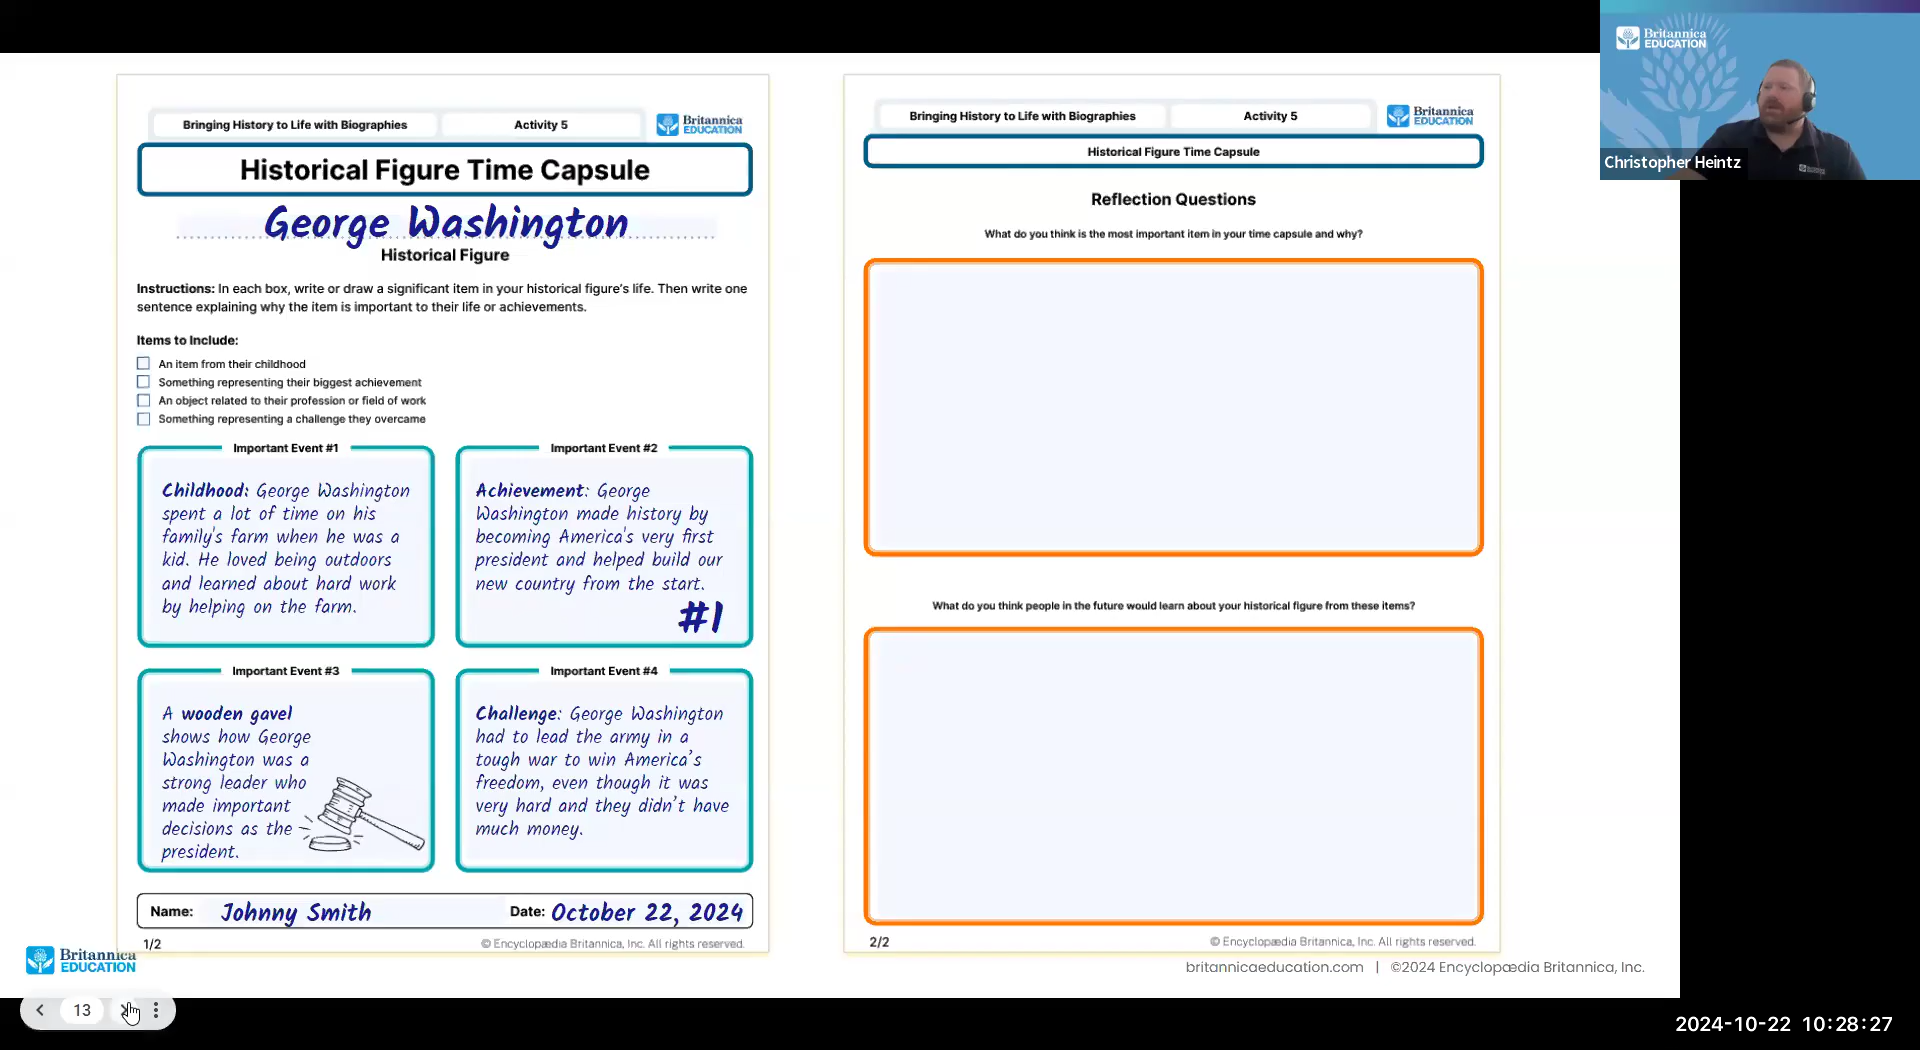 Bringing History to Life with Biographies
Activity 5
Britannica
EDUCATION
Historical Figure Time Capsule
George Washington
Historical Figure
Instructions: In each box, write or draw a significant item in your historical figure's life. Then write one
sentence explaining why the item is important to their life or achievements.
Items to Include:
An item from their childhood
Something representing their biggest achievement
An object related to their profession or field of work
Something representing a challenge they overcame
Important Event #1
Childhood: George Washington
spent a lot of time on his
family's farm when he was a
kid. He loved being outdoors
and learned about hard work
by helping on the farm.
Important Event #2
Achievement: George
Washington made history by
becoming America's very first
president and helped build our
new country from the start.
#1
Important Event #3
A wooden gavel
shows how George
Washington was a
strong leader who
made important
decisions as the
president.
Important Event #4
Challenge: George Washington
had to lead the army in a
tough war to win America's
freedom, even though it was
very hard and they didn't have
much money.
Name: Johnny Smith
Date: October 22, 2024
1/2
© Encyclopædia Britannica, Inc. All rights reserved.
Bringing History to Life with Biographies
Activity 5
Britannica
EDUCATION
Historical Figure Time Capsule
Reflection Questions
What do you think is the most important item in your time capsule and why?
What do you think people in the future would learn about your historical figure from these items?
2/2
© Encyclopædia Britannica, Inc. All rights reserved.
Britannica
EDUCATION
britannicaeducation.com | ©2024 Encyclopædia Britannica, Inc.
13
Britannica
EDUCATION
Christopher Heintz
2024-10-22 10:28:27